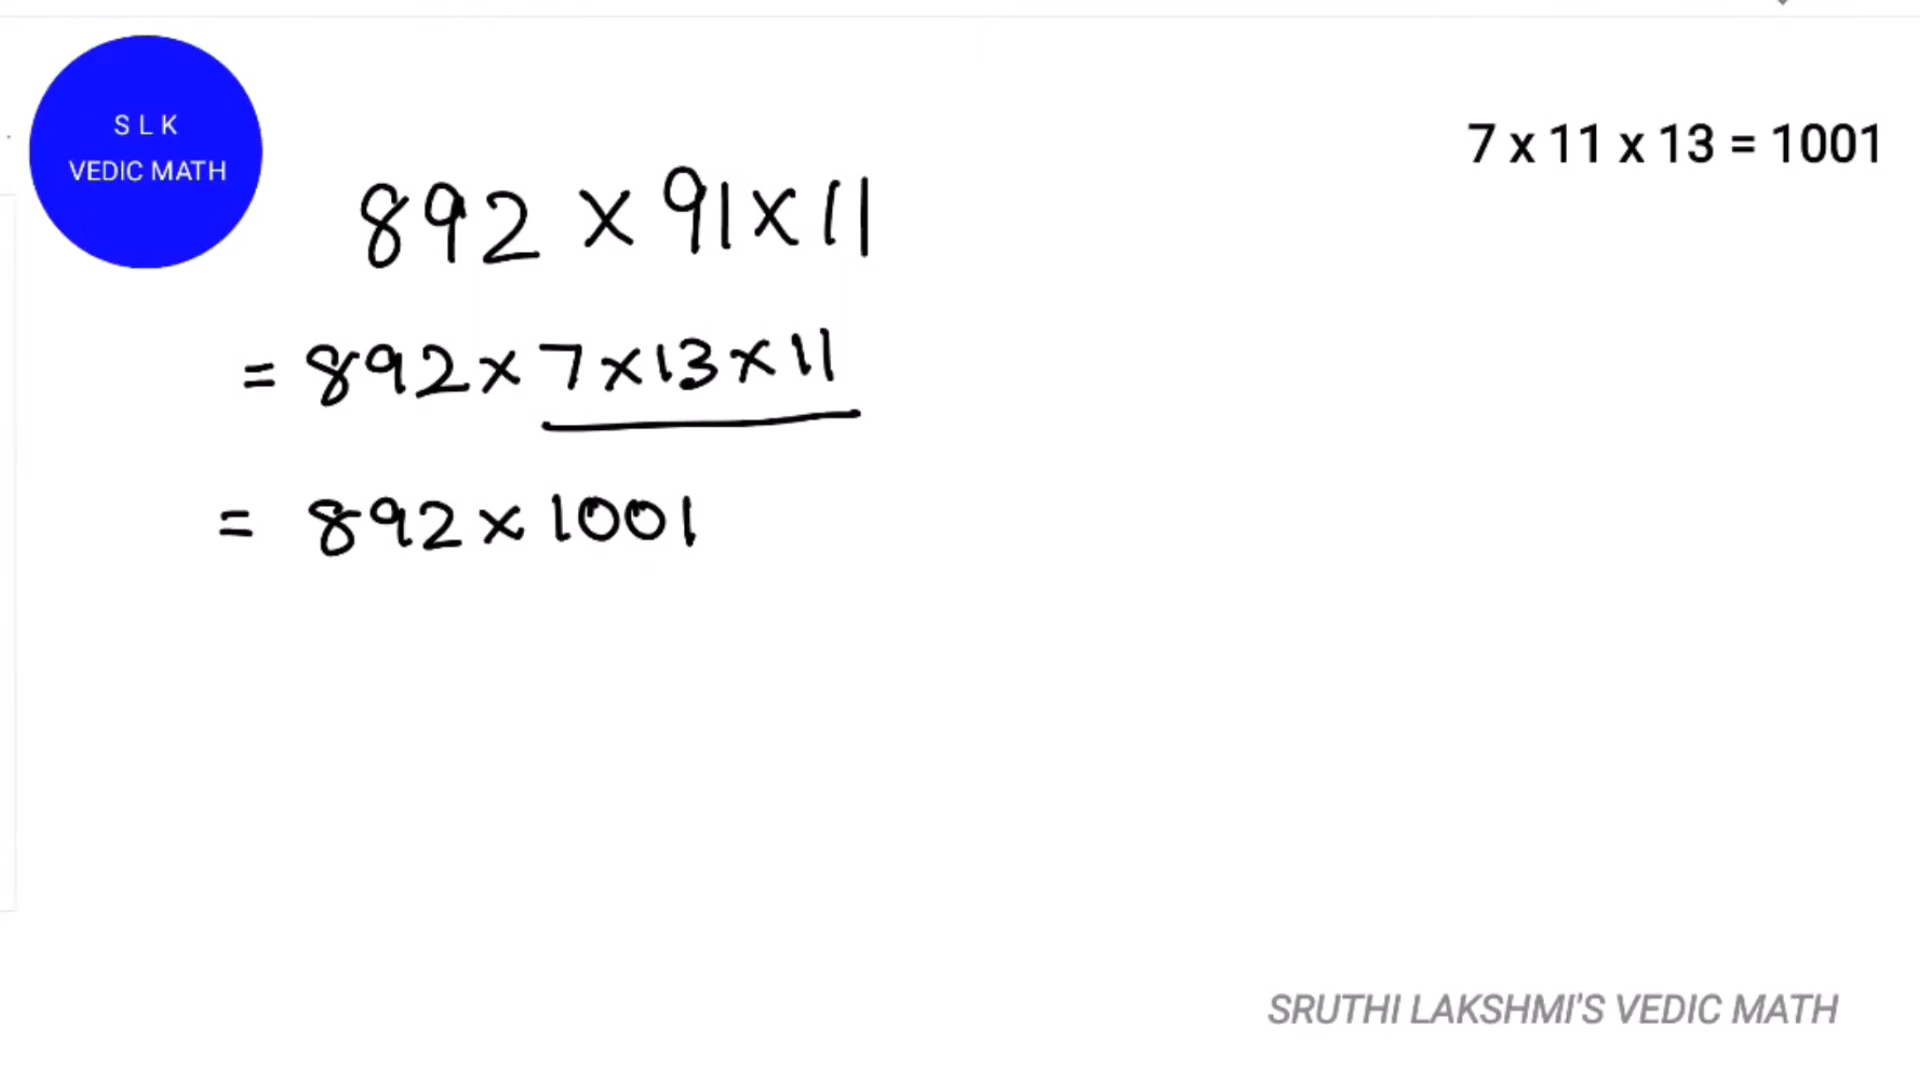 S L K
VEDIC MATH
7 x 11 x 13 = 1001
892 × 91 × 11
= 892 × 7 × 13 × 11
= 892 × 1001
SRUTHI LAKSHMI'S VEDIC MATH